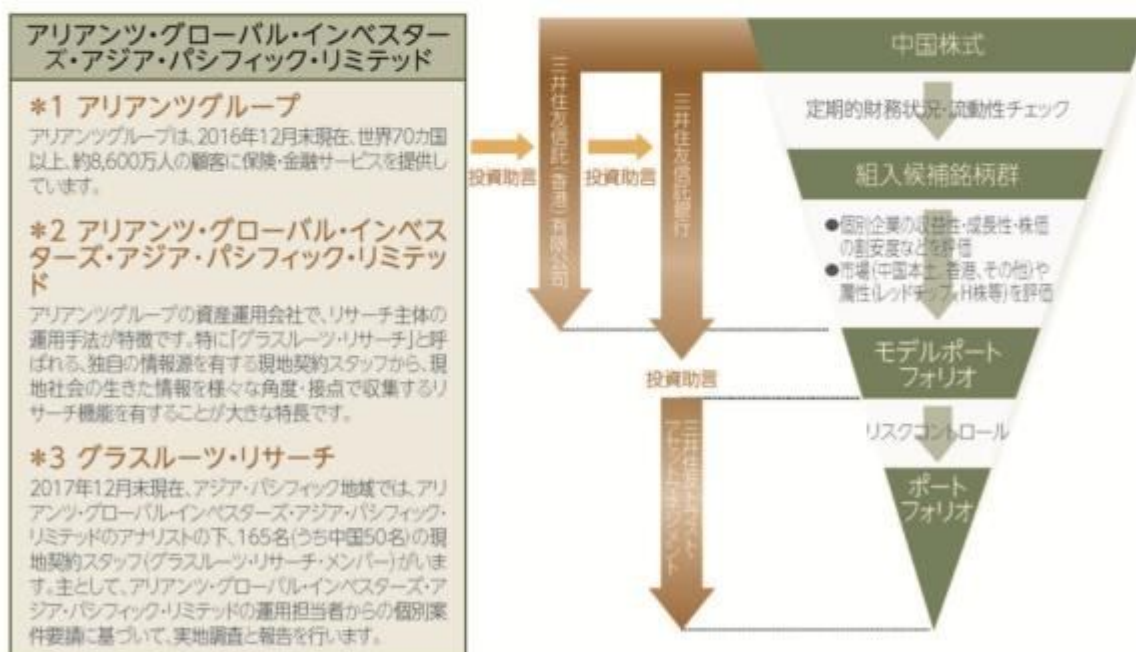 アリアンツ・グローバル・インベスター
ズ・アジア・パシフィック・リミテッド
*1 アリアンツグループ
アリアンツグループは、2016年12月末現在、世界70カ国
以上、約8,600万人の顧客に保険・金融サービスを提供し
ています。
*2 アリアンツ・グローバル・インベス
ターズ・アジア・パシフィック・リミテッ
ド
アリアンツグループの資産運用会社で、リサーチ主体の
運用手法が特徴です。特に「グラスルーツ・リサーチ」と呼
ばれる、独自の情報源を有する現地契約スタッフから、現
地社会の生きた情報を様々な角度・接点で収集するリ
サーチ機能を有することが大きな特長です。
*3 グラスルーツ・リサーチ
2017年12月末現在、アジア・パシフィック地域では、アリ
アンツ・グローバル・インベスターズ・アジア・パシフィック・
リミテッドのアナリストの下、165名(うち中国50名)の現
地契約スタッフ(グラスルーツ・リサーチ・メンバー)がいま
す。主として、アリアンツ・グローバル・インベスターズ・ア
ジア・パシフィック・リミテッドの運用担当者からの個別案
件要請に基づいて、実地調査と報告を行います。
投資助言
三井住友信託(香港)有限公司
投資助言
三井住友信託銀行
投資助言
三井住友トラスト・
アセットマネジメント
中国株式
定期的財務状況・流動性チェック
組入候補銘柄群
●個別企業の収益性・成長性・株価
の割安度などを評価
●市場(中国本土、香港、その他)や
属性(レッドチップ、H株等)を評価
モデルポート
フォリオ
リスクコントロール
ポート
フォリオ